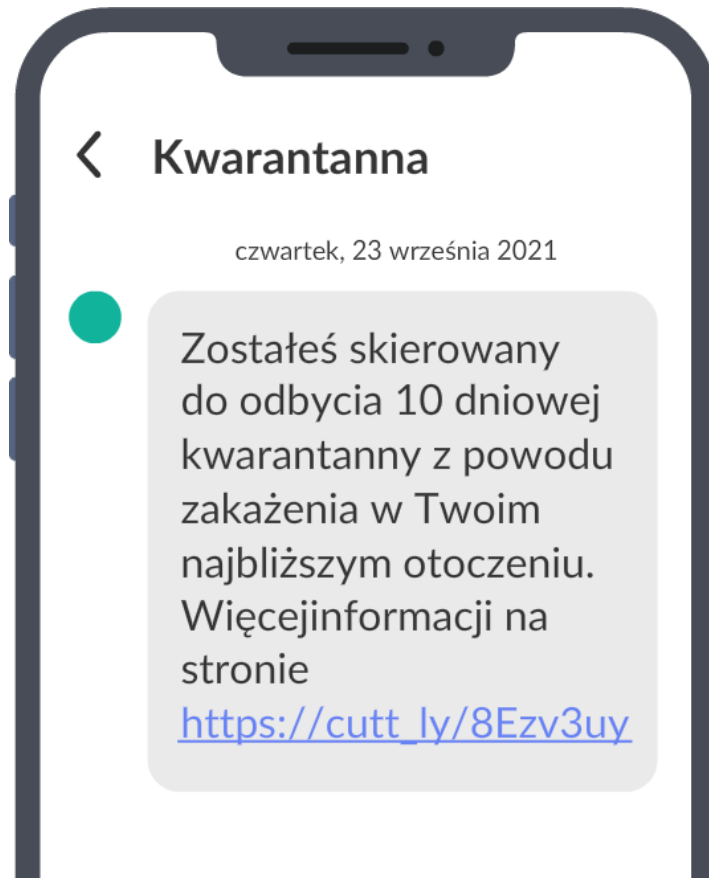 Kwarantanna
czwartek, 23 września 2021
Zostałeś skierowany
do odbycia 10 dniowej
kwarantanny z powodu
zakażenia w Twoim
najbliższym otoczeniu.
Więcejinformacji na
stronie
https://cutt_ly/8Ezv3uy